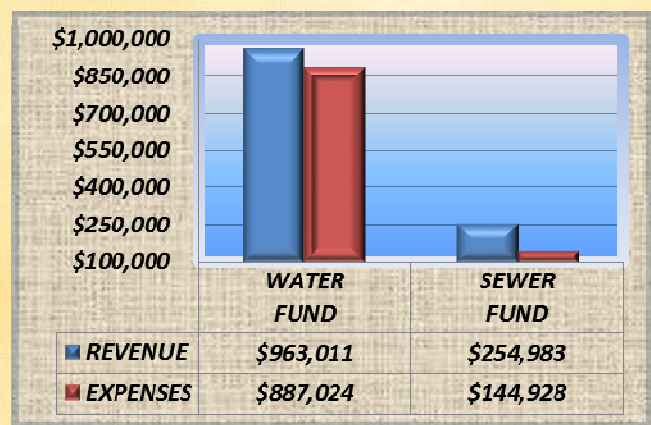 $1,000,000
$850,000
$700,000
$550,000
$400,000
$250,000
$100,000
WATER FUND
SEWER FUND
REVENUE $963,011 $254,983
EXPENSES $887,024 $144,928